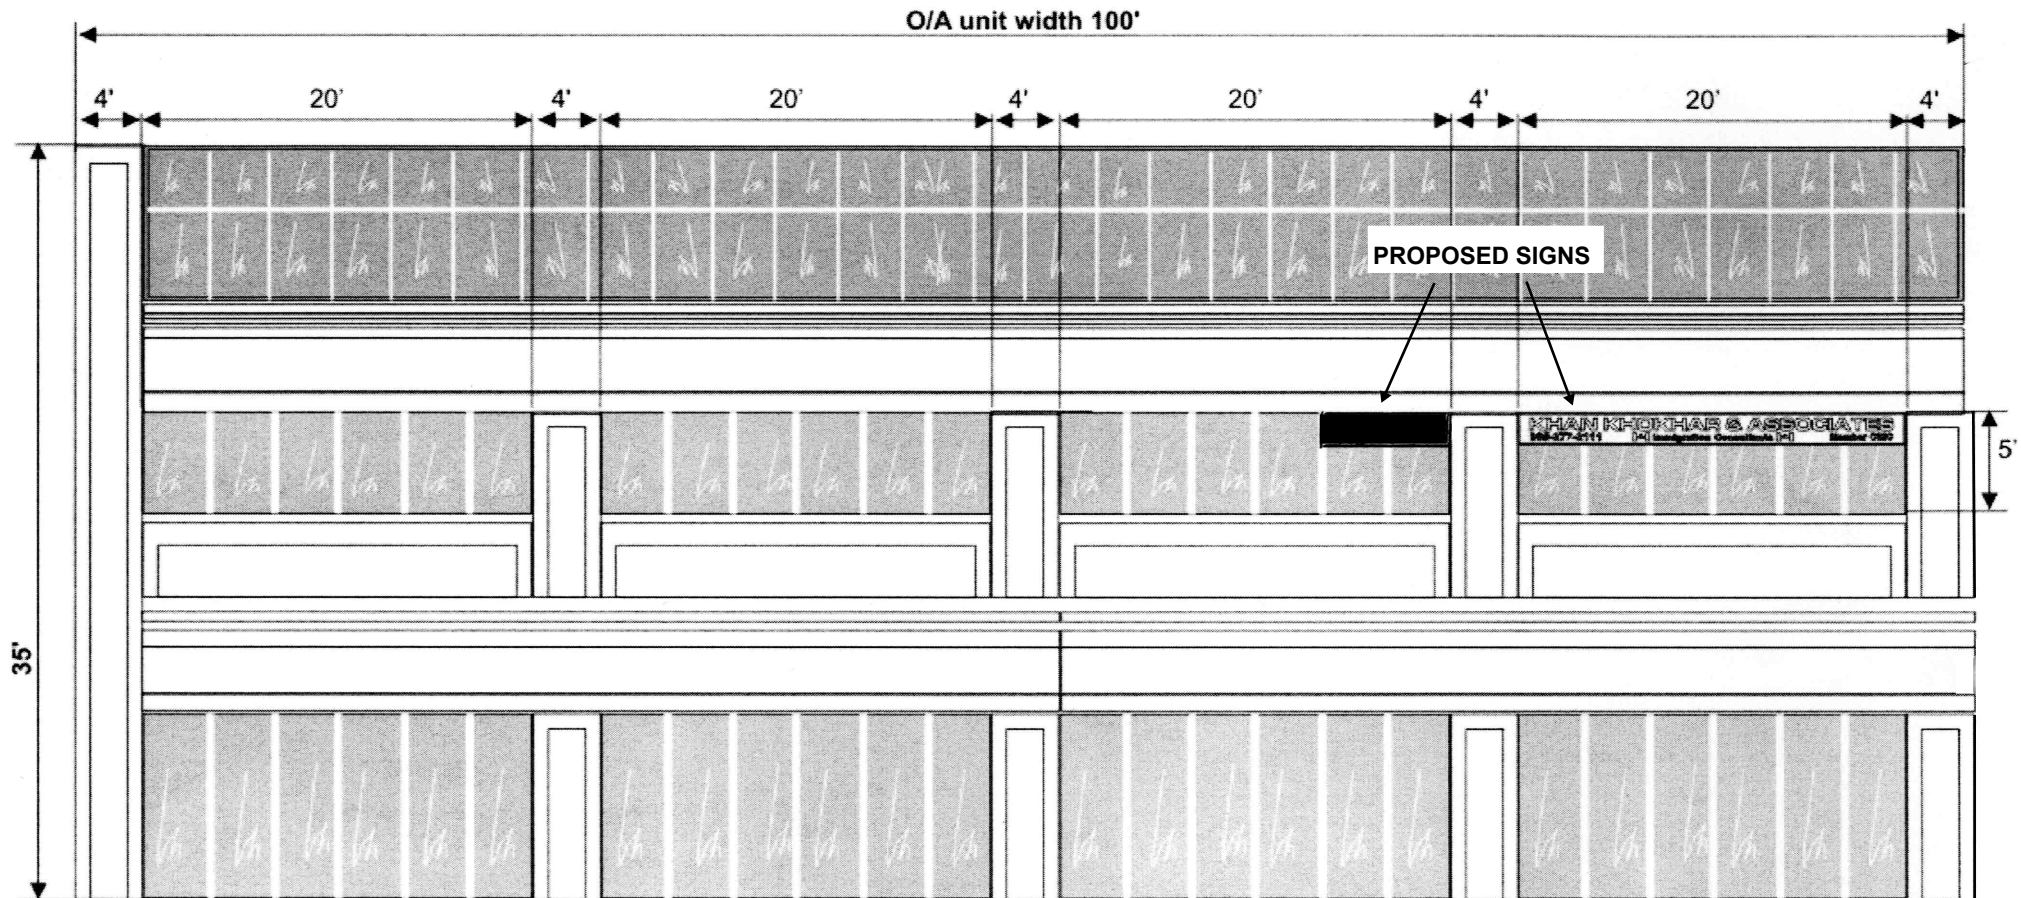 O/A unit width 100'
4' 20' 4' 20' 4' 20' 4' 20' 4'
PROPOSED SIGNS
KHAN KHOKHAR & ASSOCIATES
Immigration Consultants Member
5'
35'